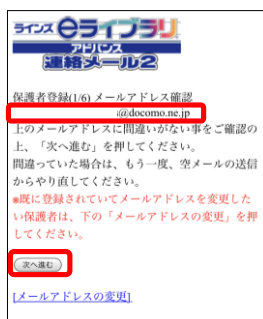 ラインズ eライブラリ
アドバンス
連絡メール2
保護者登録(1/6) メールアドレス確認
@docomo.ne.jp
上のメールアドレスに間違いがない事をご確認の
上、「次へ進む」を押してください。
間違っていた場合は、もう一度、空メールの送信
からやり直してください。
※既に登録されていてメールアドレスを変更した
い保護者は、下の「メールアドレスの変更」を押
してください。
次へ進む
[メールアドレスの変更]